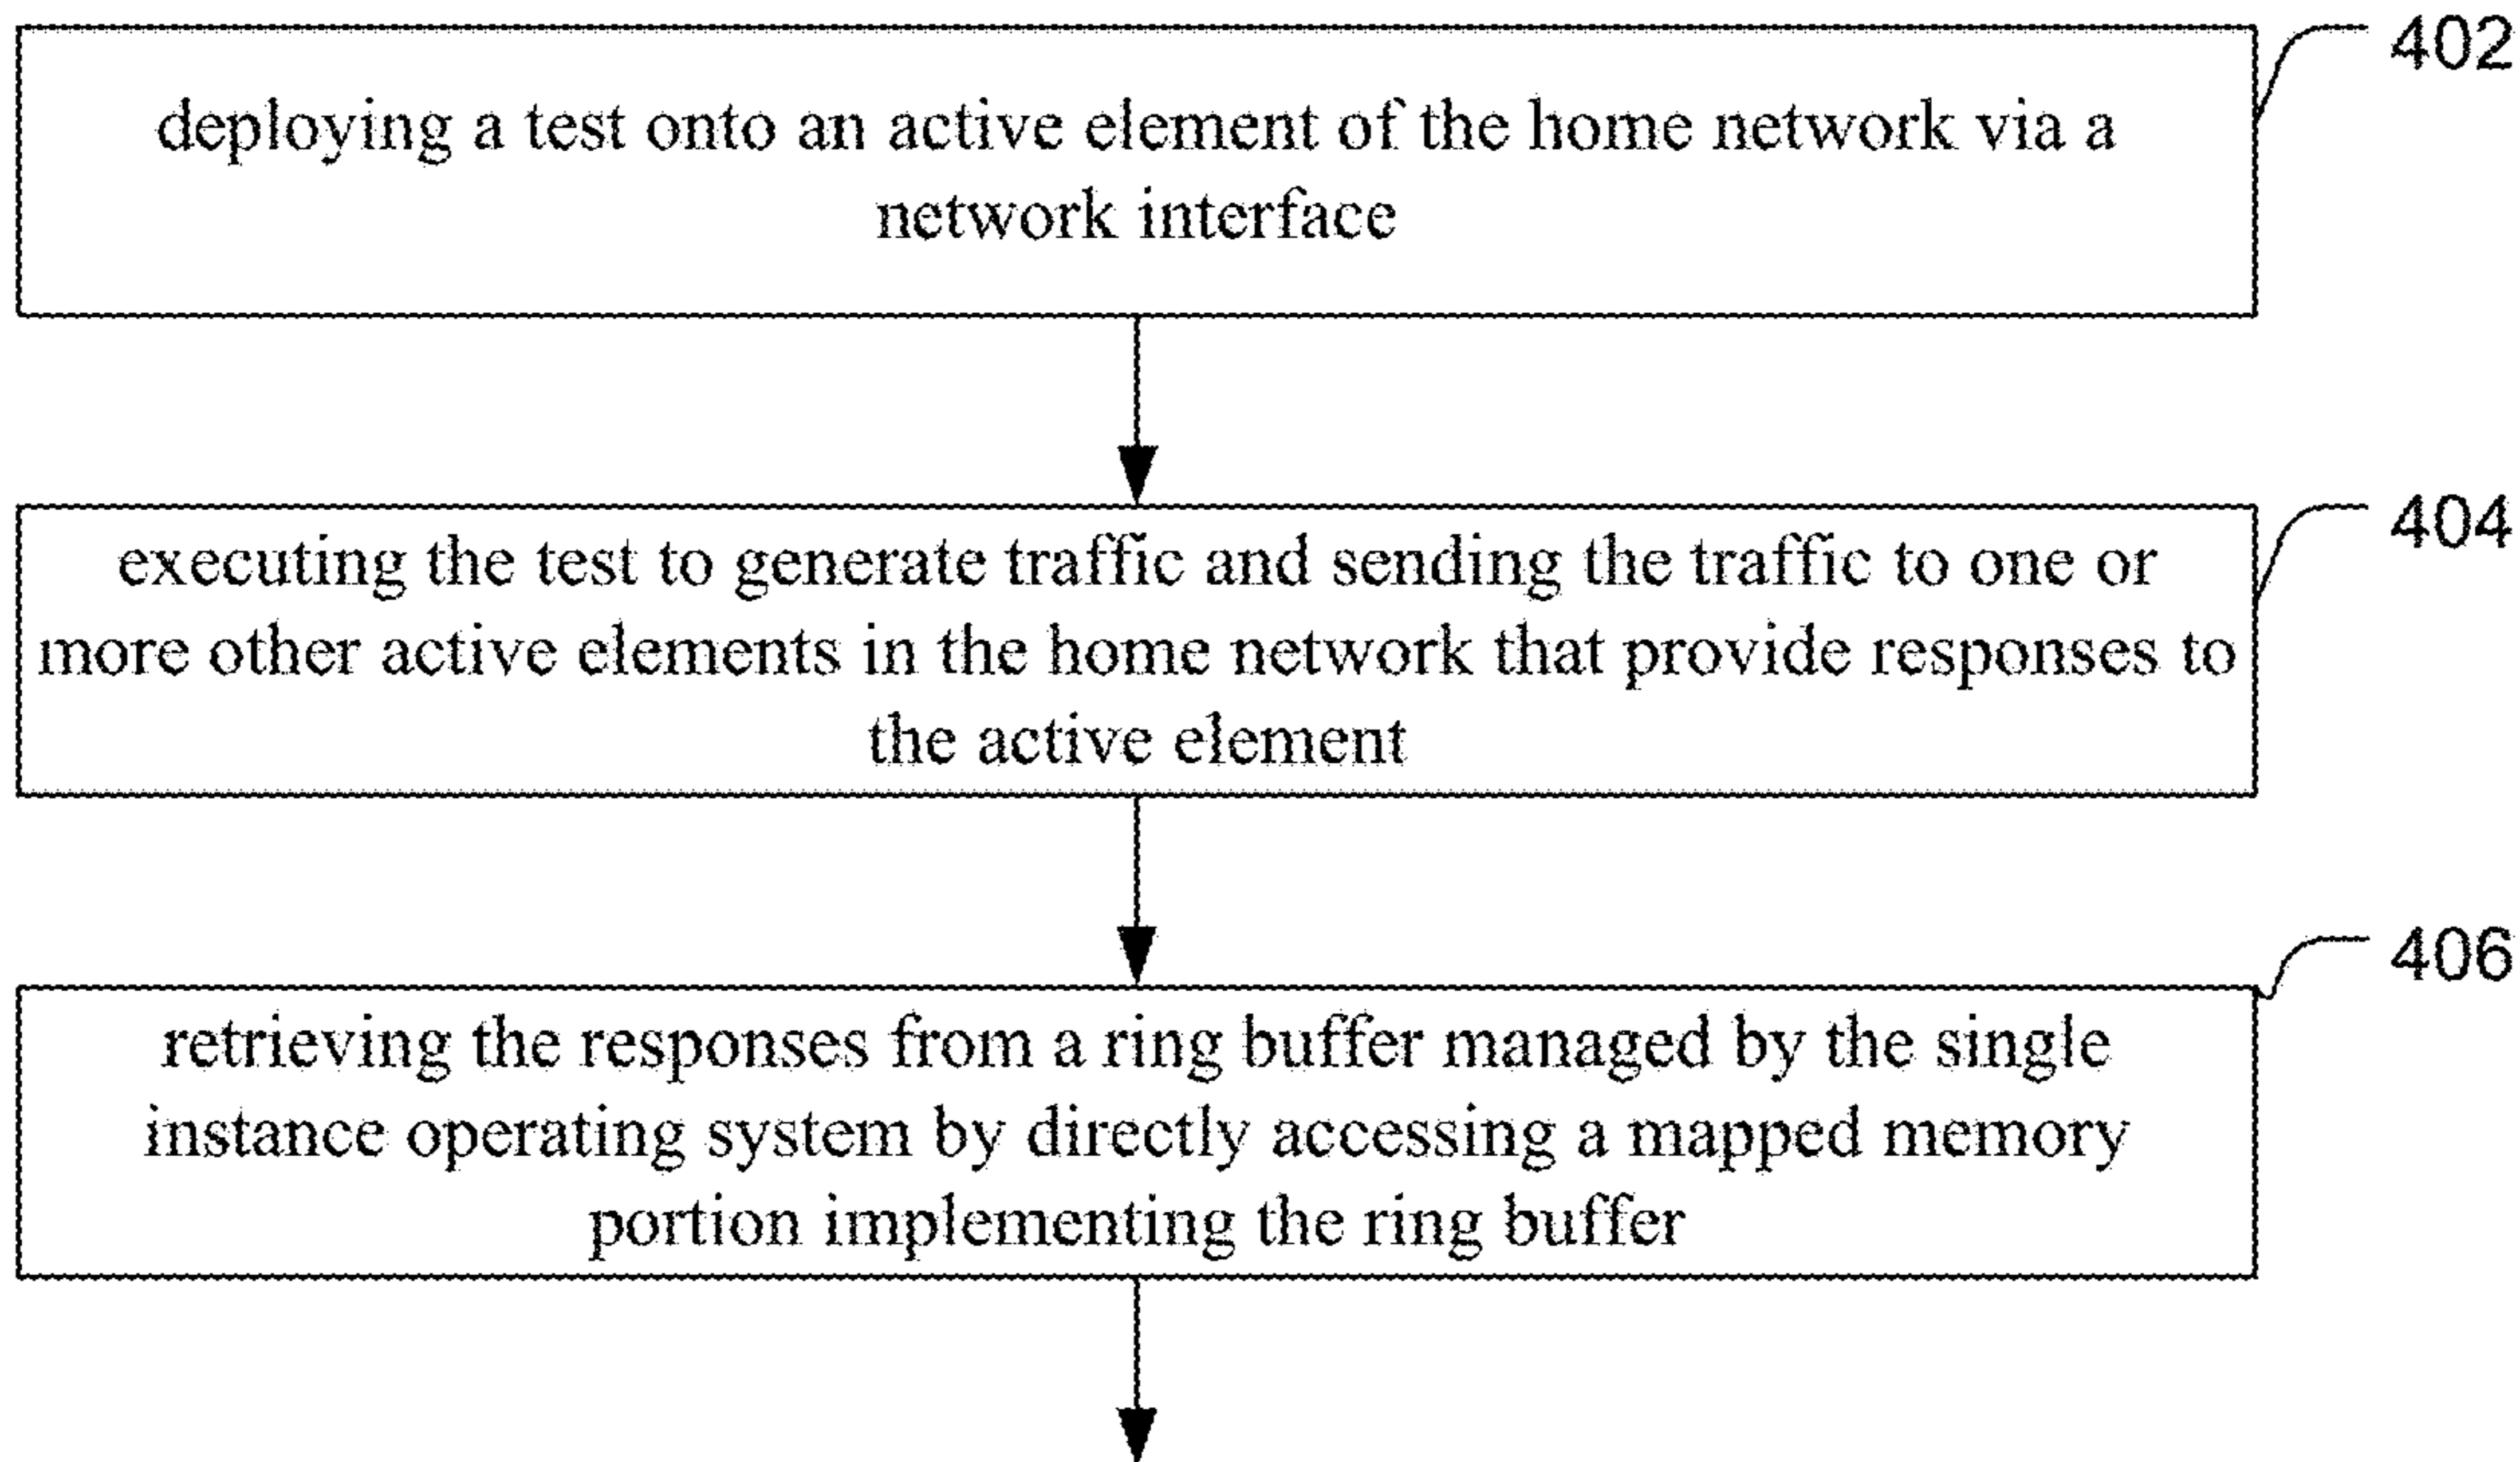 402
deploying a test onto an active element of the home network via a
network interface
404
executing the test to generate traffic and sending the traffic to one or
more other active elements in the home network that provide responses to
the active element
406
retrieving the responses from a ring buffer managed by the single
instance operating system by directly accessing a mapped memory
portion implementing the ring buffer